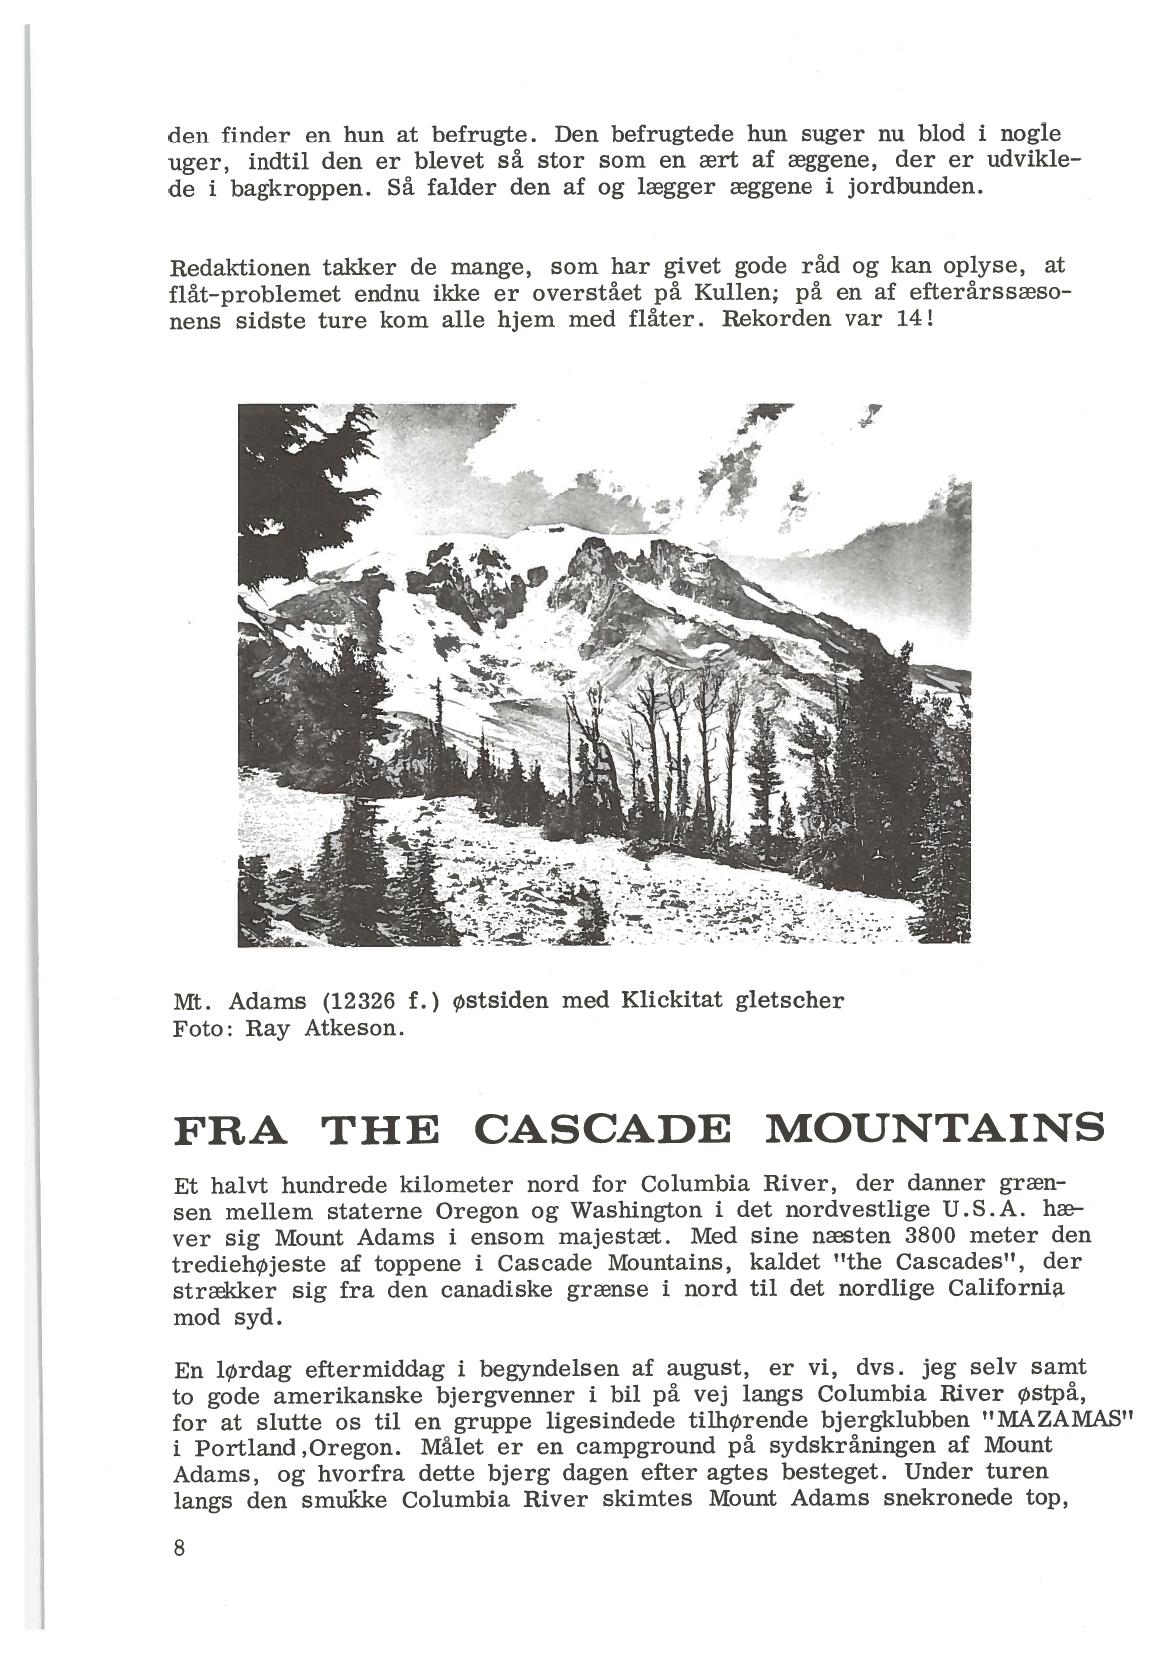 den finder en hun at befrugte. Den befrugtede hun suger nu blod i nogle
uger, indtil den er blevet så stor som en ært af æggene, der er udvikle-
de i bagkroppen. Så falder den af og lægger æggene i jordbunden.
Redaktionen takker de mange, som har givet gode råd og kan oplyse, at
flåt-problemet endnu ikke er overstået på Kullen; på en af efterårssæso-
nens sidste ture kom alle hjem med flåter. Rekorden var 14!
Mt. Adams (12326 f.) østsiden med Klickitat gletscher
Foto: Ray Atkeson.
FRA THE CASCADE MOUNTAINS
Et halvt hundrede kilometer nord for Columbia River, der danner græn-
sen mellem staterne Oregon og Washington i det nordvestlige U.S.A. hæ-
ver sig Mount Adams i ensom majestæt. Med sine næsten 3800 meter den
trediehøjeste af toppene i Cascade Mountains, kaldet "the Cascades", der
strækker sig fra den canadiske grænse i nord til det nordlige California
mod syd.
En lørdag eftermiddag i begyndelsen af august, er vi, dvs. jeg selv samt
to gode amerikanske bjergvenner i bil på vej langs Columbia River østpå,
for at slutte os til en gruppe ligesindede tilhørende bjergklubben "MAZAMAS"
i Portland ,Oregon. Målet er en campground på sydskråningen af Mount
Adams, og hvorfra dette bjerg dagen efter agtes besteget. Under turen
langs den smukke Columbia River skimtes Mount Adams snekronede top,
8